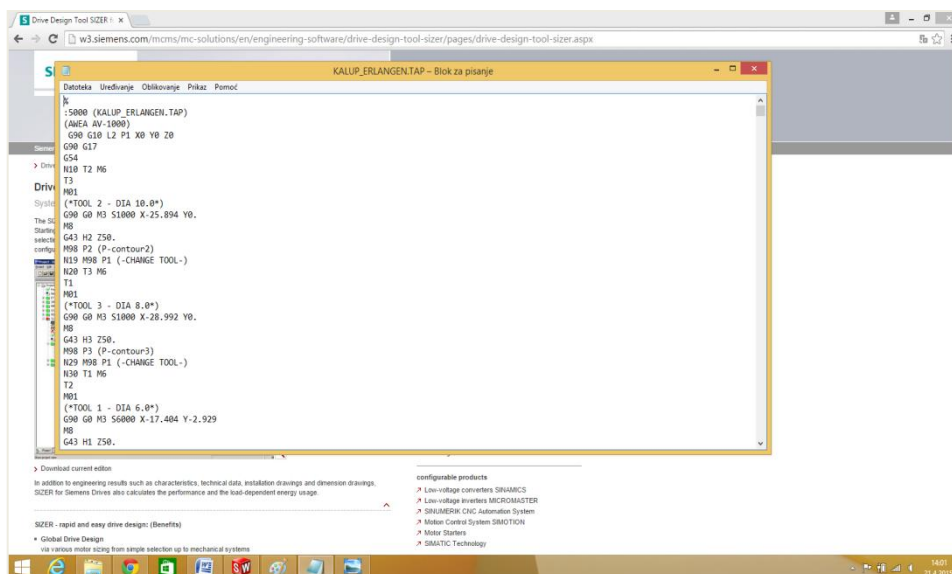 Drive Design Tool SIZER f
w3.siemens.com/mcms/mc-solutions/en/engineering-software/drive-design-tool-sizer/pages/drive-design-tool-sizer.aspx
KALUP_ERLANGEN.TAP – Blok za pisanje
Datoteka Uređivanje Oblikovanje Prikaz Pomoć
%
:5000 (KALUP_ERLANGEN.TAP)
(AWEA AV-1000)
G90 G10 L2 P1 X0 Y0 Z0
G90 G17
G54
N10 T2 M6
T3
M01
(*TOOL 2 - DIA 10.0*)
G90 G0 M3 S1000 X-25.894 Y0.
M8
G43 H2 Z50.
M98 P2 (P-contour2)
N19 M98 P1 (-CHANGE TOOL-)
N20 T3 M6
T1
M01
(*TOOL 3 - DIA 8.0*)
G90 G0 M3 S1000 X-28.992 Y0.
M8
G43 H3 Z50.
M98 P3 (P-contour3)
N29 M98 P1 (-CHANGE TOOL-)
N30 T1 M6
T2
M01
(*TOOL 1 - DIA 6.0*)
G90 G0 M3 S6000 X-17.404 Y-2.929
M8
G43 H1 Z50.
Siemen
Driv
Driv
Syste
The SI
Starting
selecti
config
Download current editon
In addition to engineering results such as characteristics, technical data, installation drawings and dimension drawings,
SIZER for Siemens Drives also calculates the performance and the load-dependent energy usage.
SIZER - rapid and easy drive design: (Benefits)
Global Drive Design
via various motor sizing from simple selection up to mechanical systems
configurable products
Low-voltage converters SINAMICS
Low-voltage inverters MICROMASTER
SINUMERIK CNC Automation System
Motion Control System SIMOTION
Motor Starters
SIMATIC Technology
14:01